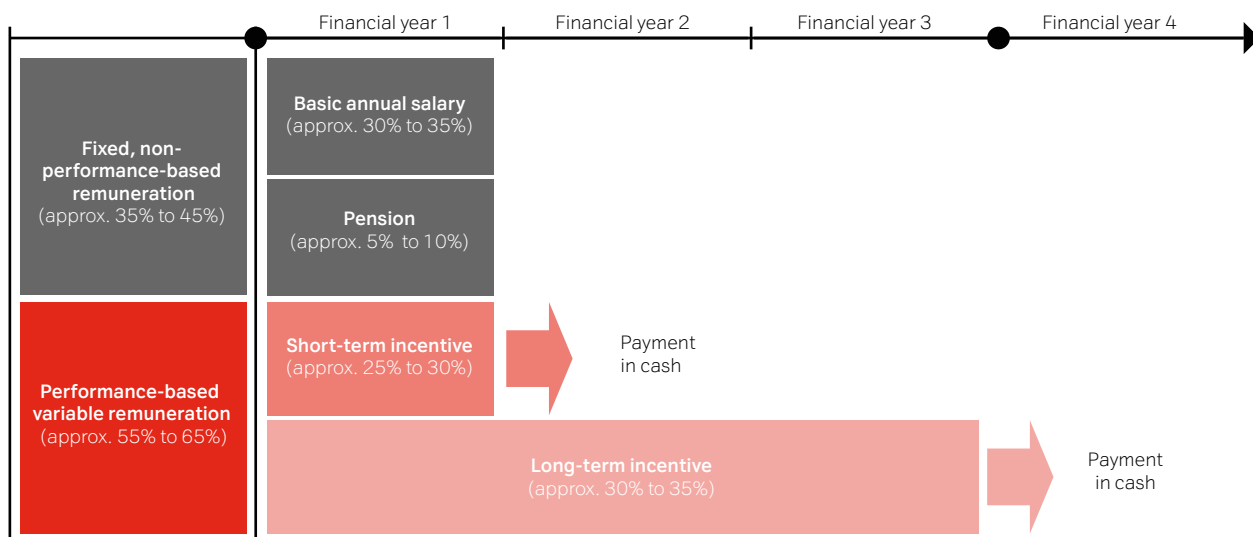 Financial year 1
Financial year 2
Financial year 3
Financial year 4
Fixed, non-
performance-based
remuneration
(approx. 35% to 45%)
Basic annual salary
(approx. 30% to 35%)
Pension
(approx. 5% to 10%)
Performance-based
variable remuneration
(approx. 55% to 65%)
Short-term incentive
(approx. 25% to 30%)
Payment
in cash
Long-term incentive
(approx. 30% to 35%)
Payment
in cash